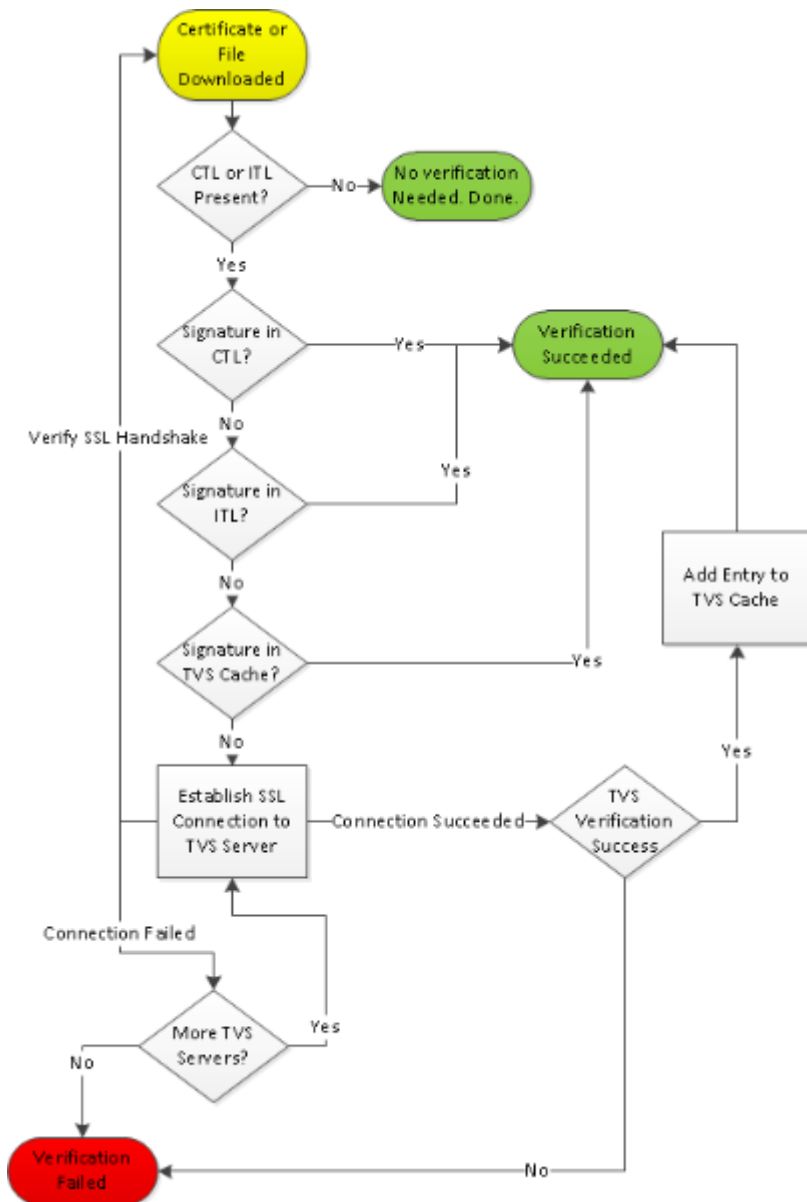 Certificate or
File
Downloaded
CTL or ITL
Present?
No
No verification
Needed. Done.
Yes
Signature in
CTL?
Yes
Verification
Succeeded
No
Verify SSL Handshake
Yes
Signature in
ITL?
No
Add Entry to
TVS Cache
Signature in
TVS Cache?
Yes
No
Yes
Establish SSL
Connection to
TVS Server
Connection Succeeded
TVS
Verification
Success
Connection Failed
More TVS
Servers?
Yes
No
Verification
Failed
No